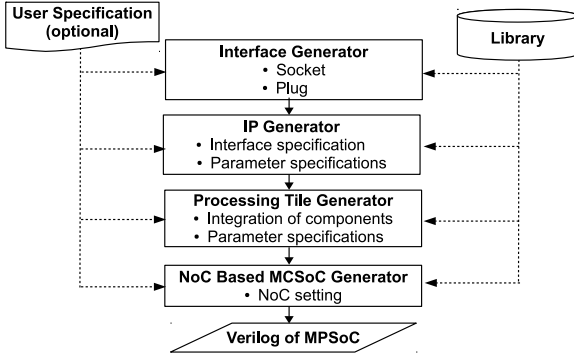 User Specification
(optional)
Library
Interface Generator
• Socket
• Plug
IP Generator
• Interface specification
• Parameter specifications
Processing Tile Generator
• Integration of components
• Parameter specifications
NoC Based MCSoC Generator
• NoC setting
Verilog of MPSoC